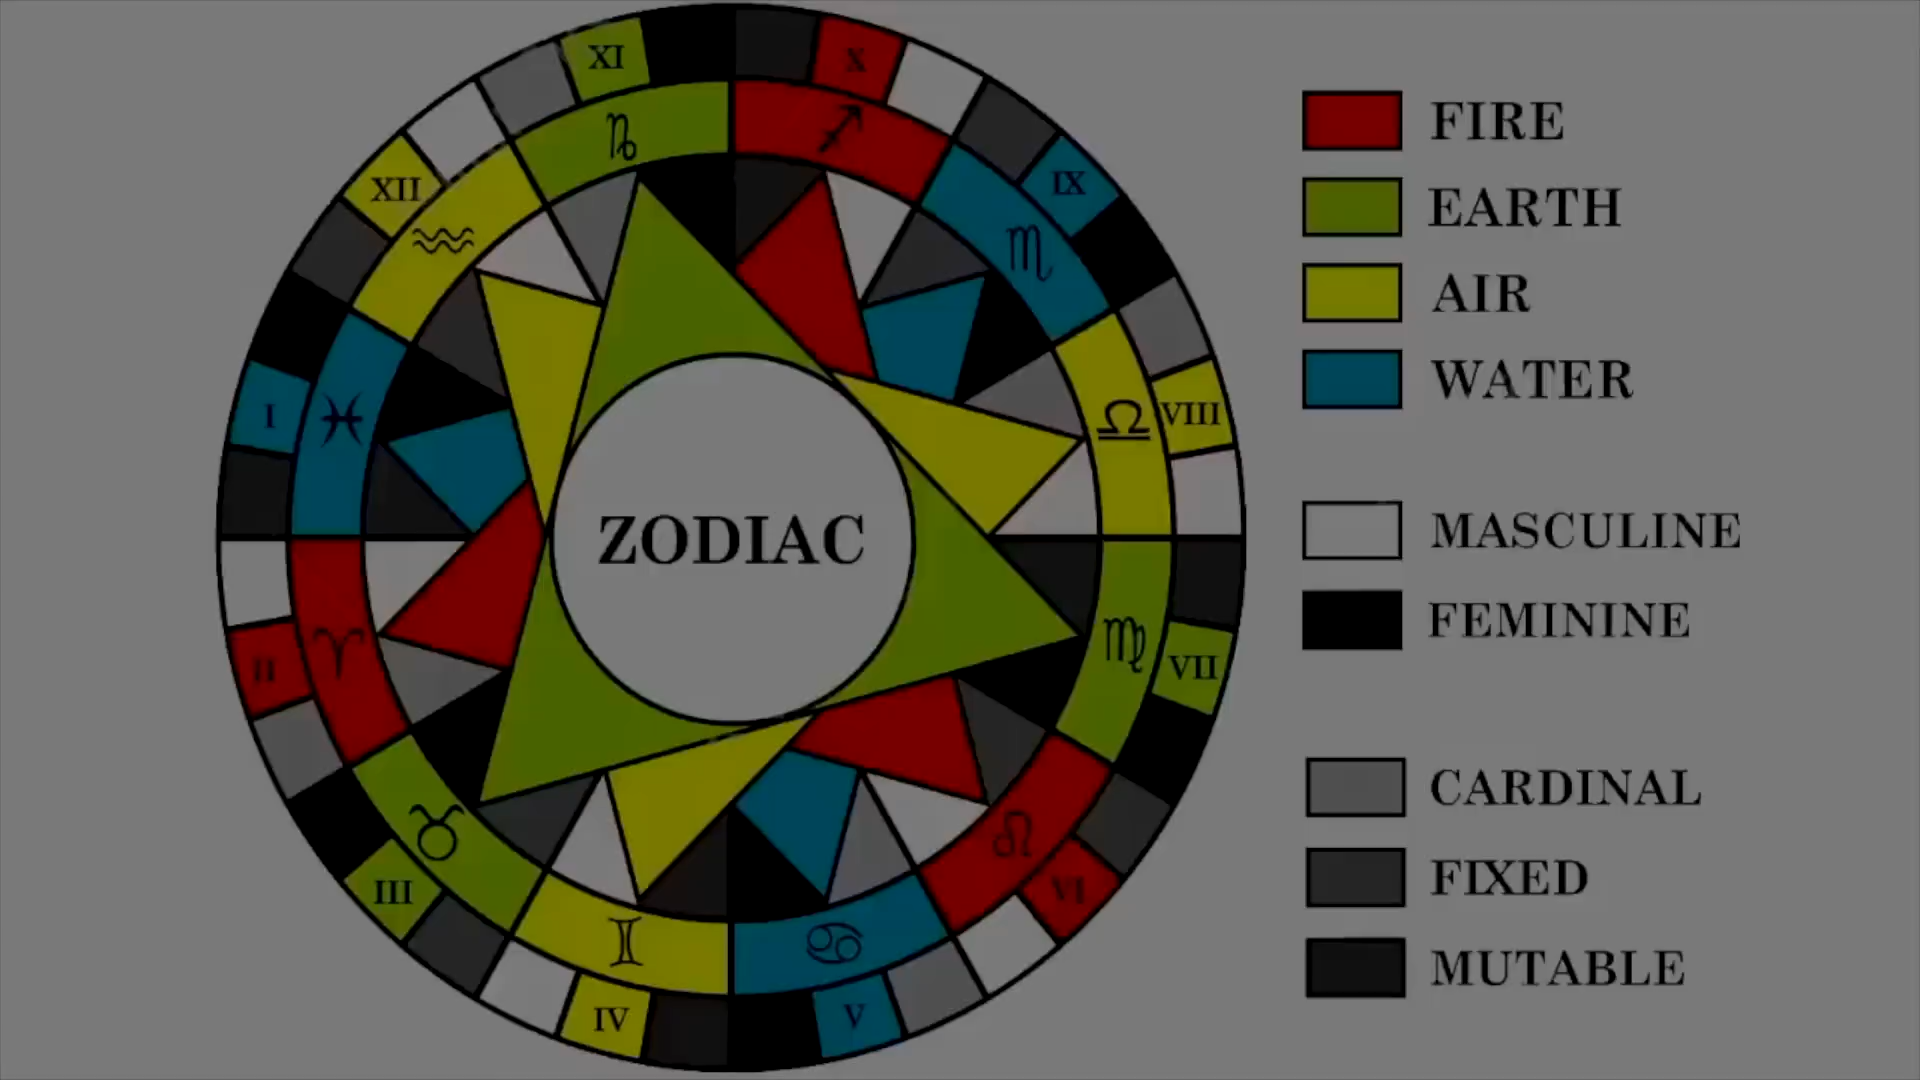 XI
X
XII
IX
I
VIII
ZODIAC
II
VII
III
VI
IV
V
FIRE
EARTH
AIR
WATER
MASCULINE
FEMININE
CARDINAL
FIXED
MUTABLE